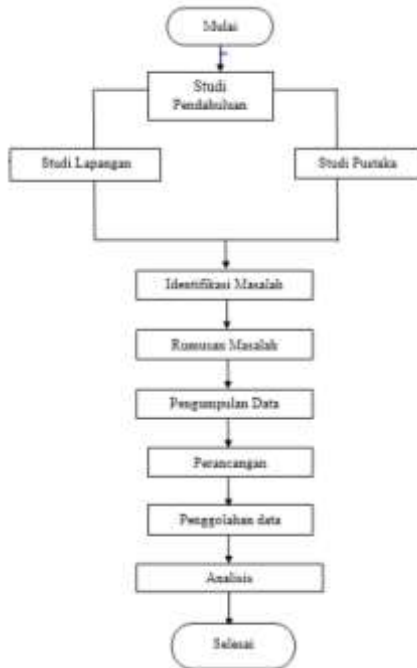 Mulai
Studi
Pendahuluan
Studi Lapangan
Studi Pustaka
Identifikasi Masalah
Rumusan Masalah
Pengumpulan Data
Perancangan
Penggolahan data
Analisis
Selesai